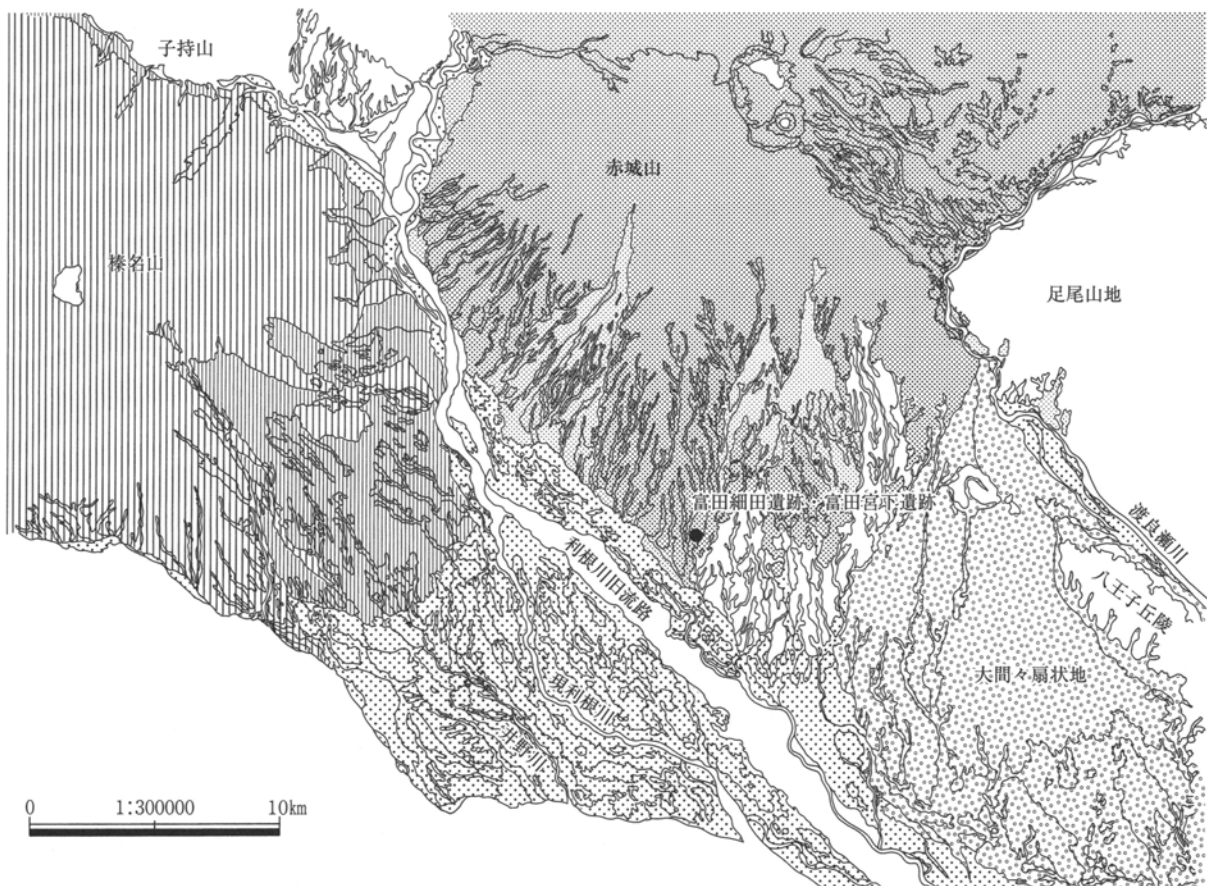 子持山
赤城山
榛名山
足尾山地
富田細田遺跡・富田宮下遺跡
渡良瀬川
利根川旧流路
八王子丘陵
大間々扇状地
現利根川
井野川
0 1:300000 10km